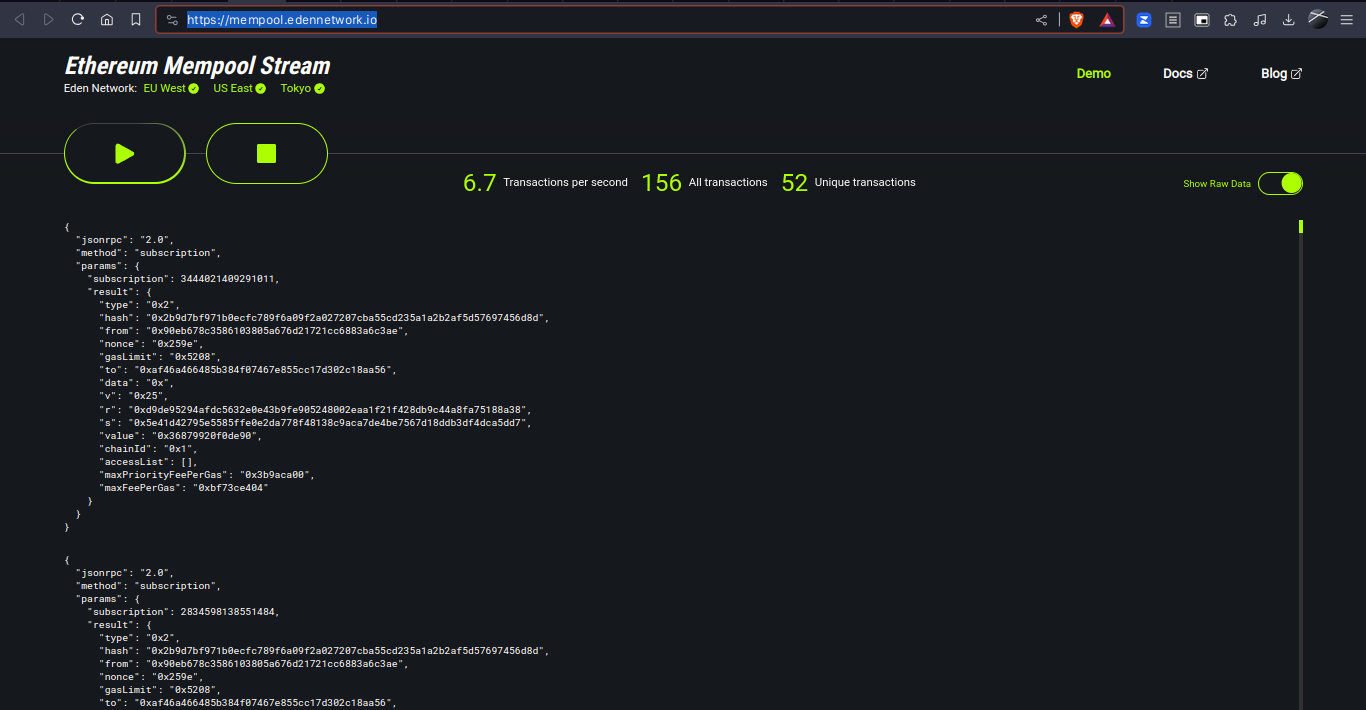 https://mempool.edennetwork.io
Ethereum Mempool Stream
Eden Network: EU West US East Tokyo
Demo Docs Blog
6.7 Transactions per second 156 All transactions 52 Unique transactions
Show Raw Data
{
"jsonrpc": "2.0",
"method": "subscription",
"params": {
"subscription": 3444021409291011,
"result": {
"type": "0x2",
"hash": "0x2b9d7bf971b0ecfc789f6a09f2a027207cba55cd235a1a2b2af5d57697456d8d",
"from": "0x90eb678c3586103805a676d21721cc6883a6c3ae",
"nonce": "0x259e",
"gasLimit": "0x5208",
"to": "0xaf46a466485b384f07467e855cc17d302c18aa56",
"data": "0x",
"v": "0x25",
"r": "0xd9de95294afdc5632e0e43b9fe905248002eaa1f21f428db9c44a8fa75188a38",
"s": "0x5e41d42795e5585ffe0e2da778f48138c9aca7de4be7567d18ddb3df4dca5dd7",
"value": "0x36879920f0de90",
"chainId": "0x1",
"accessList": [],
"maxPriorityFeePerGas": "0x3b9aca00",
"maxFeePerGas": "0xbf73ce404"
}
}
}
{
"jsonrpc": "2.0",
"method": "subscription",
"params": {
"subscription": 2834598138551484,
"result": {
"type": "0x2",
"hash": "0x2b9d7bf971b0ecfc789f6a09f2a027207cba55cd235a1a2b2af5d57697456d8d",
"from": "0x90eb678c3586103805a676d21721cc6883a6c3ae",
"nonce": "0x259e",
"gasLimit": "0x5208",
"to": "0xaf46a466485b384f07467e855cc17d302c18aa56",